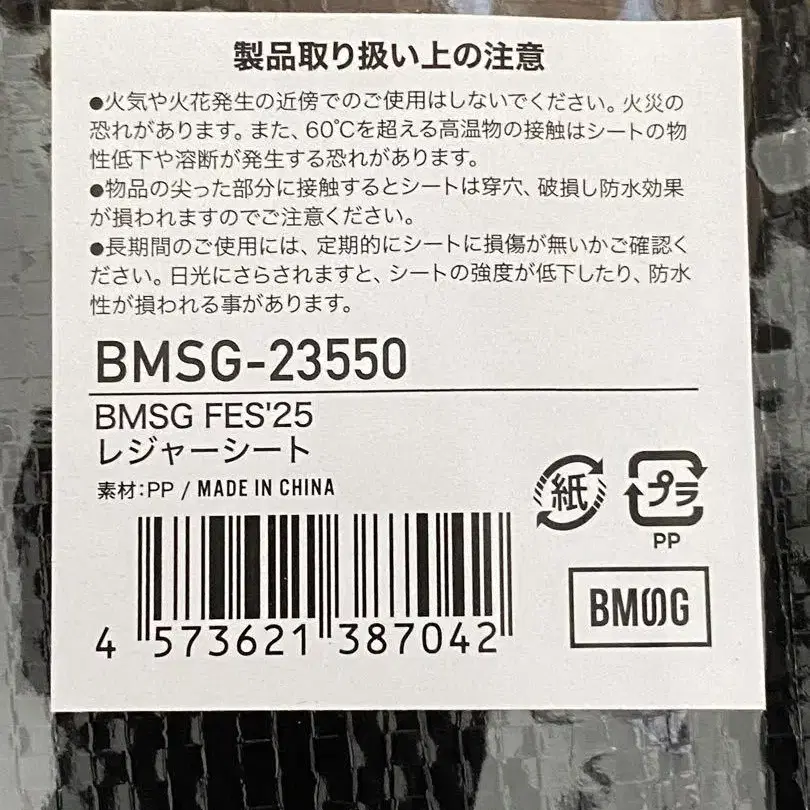 製品取り扱い上の注意
●火気や火花発生の近傍でのご使用はしないでください。火災の
恐れがあります。また、60℃を超える高温物の接触はシートの物
性低下や溶断が発生する恐れがあります。
●物品の尖った部分に接触するとシートは穿穴、破損し防水効果
が損われますのでご注意ください。
●長期間のご使用には、定期的にシートに損傷が無いかご確認く
ださい。日光にさらされますと、シートの強度が低下したり、防水
性が損われる事があります。
BMSG-23550
BMSG FES'25
レジャーシート
素材:PP / MADE IN CHINA
紙
プラ
PP
BMSG
4 573621 387042